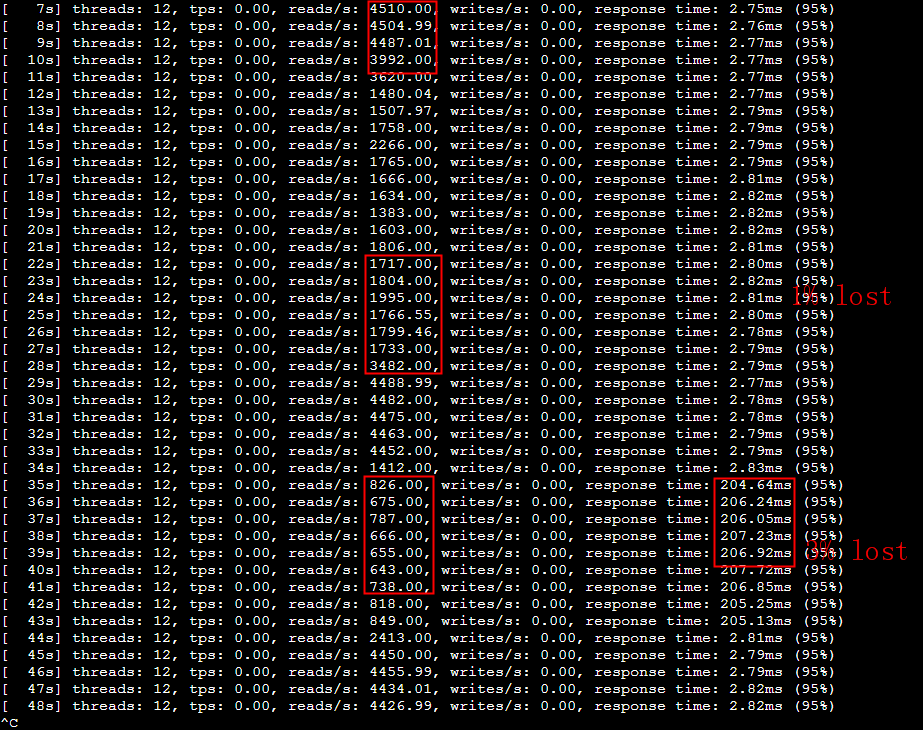 [   7s] threads: 12, tps: 0.00, reads/s: 4510.00, writes/s: 0.00, response time: 2.75ms (95%)
[   8s] threads: 12, tps: 0.00, reads/s: 4504.99, writes/s: 0.00, response time: 2.76ms (95%)
[   9s] threads: 12, tps: 0.00, reads/s: 4487.01, writes/s: 0.00, response time: 2.77ms (95%)
[  10s] threads: 12, tps: 0.00, reads/s: 3992.00, writes/s: 0.00, response time: 2.77ms (95%)
[  11s] threads: 12, tps: 0.00, reads/s: 3620.00, writes/s: 0.00, response time: 2.77ms (95%)
[  12s] threads: 12, tps: 0.00, reads/s: 1480.04, writes/s: 0.00, response time: 2.77ms (95%)
[  13s] threads: 12, tps: 0.00, reads/s: 1507.97, writes/s: 0.00, response time: 2.79ms (95%)
[  14s] threads: 12, tps: 0.00, reads/s: 1758.00, writes/s: 0.00, response time: 2.79ms (95%)
[  15s] threads: 12, tps: 0.00, reads/s: 2266.00, writes/s: 0.00, response time: 2.79ms (95%)
[  16s] threads: 12, tps: 0.00, reads/s: 1765.00, writes/s: 0.00, response time: 2.79ms (95%)
[  17s] threads: 12, tps: 0.00, reads/s: 1666.00, writes/s: 0.00, response time: 2.81ms (95%)
[  18s] threads: 12, tps: 0.00, reads/s: 1634.00, writes/s: 0.00, response time: 2.82ms (95%)
[  19s] threads: 12, tps: 0.00, reads/s: 1383.00, writes/s: 0.00, response time: 2.82ms (95%)
[  20s] threads: 12, tps: 0.00, reads/s: 1603.00, writes/s: 0.00, response time: 2.82ms (95%)
[  21s] threads: 12, tps: 0.00, reads/s: 1806.00, writes/s: 0.00, response time: 2.81ms (95%)
[  22s] threads: 12, tps: 0.00, reads/s: 1717.00, writes/s: 0.00, response time: 2.80ms (95%)
[  23s] threads: 12, tps: 0.00, reads/s: 1804.00, writes/s: 0.00, response time: 2.82ms (95%)
[  24s] threads: 12, tps: 0.00, reads/s: 1995.00, writes/s: 0.00, response time: 2.81ms (95%) lost
[  25s] threads: 12, tps: 0.00, reads/s: 1766.55, writes/s: 0.00, response time: 2.80ms (95%)
[  26s] threads: 12, tps: 0.00, reads/s: 1799.46, writes/s: 0.00, response time: 2.78ms (95%)
[  27s] threads: 12, tps: 0.00, reads/s: 1733.00, writes/s: 0.00, response time: 2.79ms (95%)
[  28s] threads: 12, tps: 0.00, reads/s: 3482.00, writes/s: 0.00, response time: 2.79ms (95%)
[  29s] threads: 12, tps: 0.00, reads/s: 4488.99, writes/s: 0.00, response time: 2.77ms (95%)
[  30s] threads: 12, tps: 0.00, reads/s: 4482.00, writes/s: 0.00, response time: 2.78ms (95%)
[  31s] threads: 12, tps: 0.00, reads/s: 4475.00, writes/s: 0.00, response time: 2.78ms (95%)
[  32s] threads: 12, tps: 0.00, reads/s: 4463.00, writes/s: 0.00, response time: 2.79ms (95%)
[  33s] threads: 12, tps: 0.00, reads/s: 4452.00, writes/s: 0.00, response time: 2.79ms (95%)
[  34s] threads: 12, tps: 0.00, reads/s: 1412.00, writes/s: 0.00, response time: 2.83ms (95%)
[  35s] threads: 12, tps: 0.00, reads/s: 826.00, writes/s: 0.00, response time: 204.64ms (95%)
[  36s] threads: 12, tps: 0.00, reads/s: 675.00, writes/s: 0.00, response time: 206.24ms (95%)
[  37s] threads: 12, tps: 0.00, reads/s: 787.00, writes/s: 0.00, response time: 206.05ms (95%)
[  38s] threads: 12, tps: 0.00, reads/s: 666.00, writes/s: 0.00, response time: 207.23ms (95%)
[  39s] threads: 12, tps: 0.00, reads/s: 655.00, writes/s: 0.00, response time: 206.92ms (95%) lost
[  40s] threads: 12, tps: 0.00, reads/s: 643.00, writes/s: 0.00, response time: 207.72ms (95%)
[  41s] threads: 12, tps: 0.00, reads/s: 738.00, writes/s: 0.00, response time: 206.85ms (95%)
[  42s] threads: 12, tps: 0.00, reads/s: 818.00, writes/s: 0.00, response time: 205.25ms (95%)
[  43s] threads: 12, tps: 0.00, reads/s: 849.00, writes/s: 0.00, response time: 205.13ms (95%)
[  44s] threads: 12, tps: 0.00, reads/s: 2413.00, writes/s: 0.00, response time: 2.81ms (95%)
[  45s] threads: 12, tps: 0.00, reads/s: 4450.00, writes/s: 0.00, response time: 2.79ms (95%)
[  46s] threads: 12, tps: 0.00, reads/s: 4455.99, writes/s: 0.00, response time: 2.79ms (95%)
[  47s] threads: 12, tps: 0.00, reads/s: 4434.01, writes/s: 0.00, response time: 2.82ms (95%)
[  48s] threads: 12, tps: 0.00, reads/s: 4426.99, writes/s: 0.00, response time: 2.82ms (95%)
^C